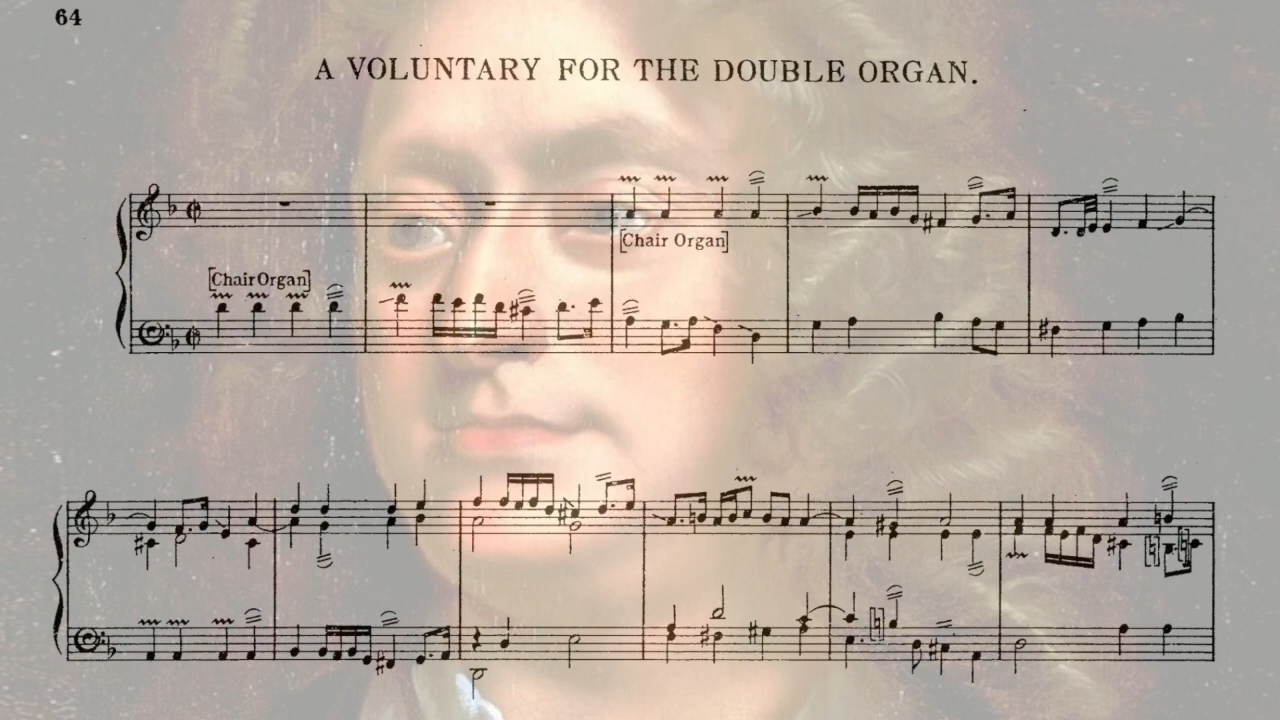 64
A VOLUNTARY FOR THE DOUBLE ORGAN.
[Chair Organ]
[Chair Organ]